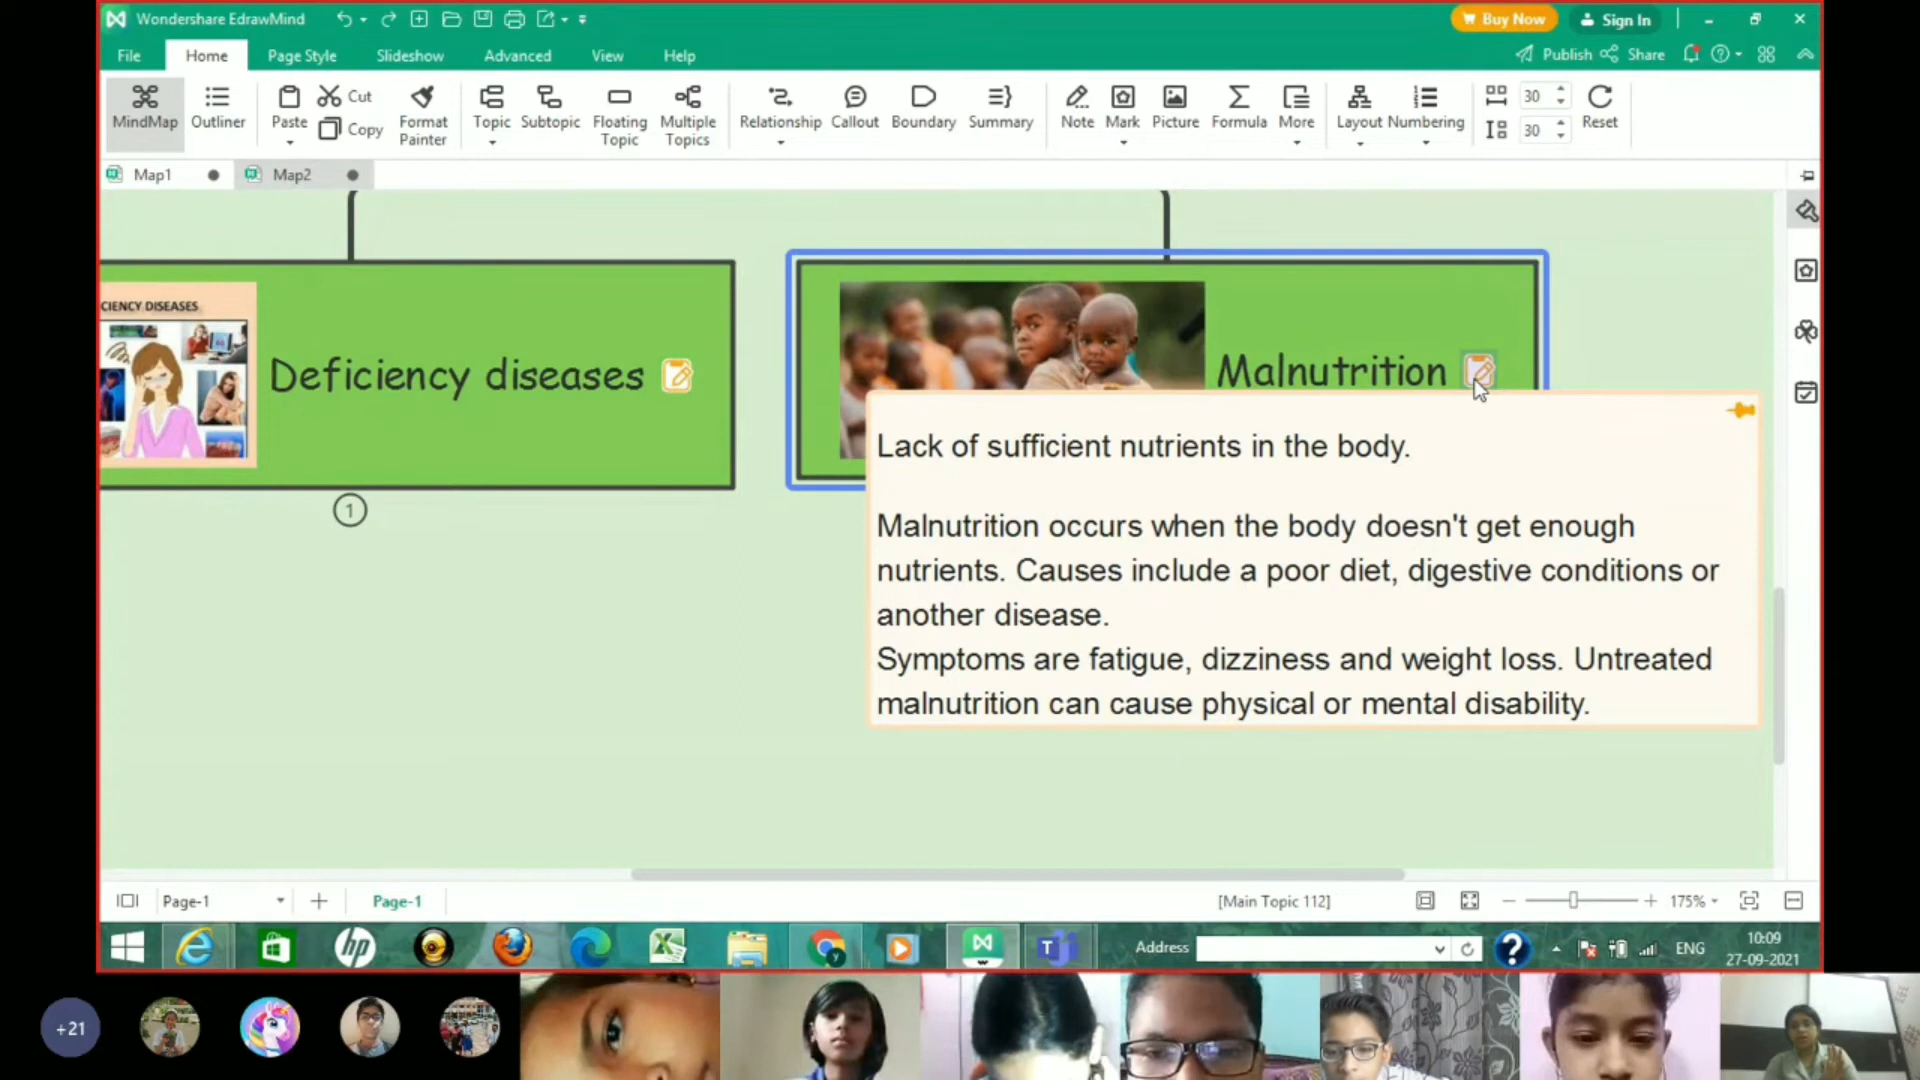 Wondershare EdrawMind
Buy Now
Sign In
File
Home
Page Style
Slideshow
Advanced
View
Help
Publish
Share
MindMap
Outliner
Paste
Cut
Copy
Format
Painter
Topic
Subtopic
Floating
Topic
Multiple
Topics
Relationship
Callout
Boundary
Summary
Note
Mark
Picture
Formula
More
Layout
Numbering
30
30
Reset
Map1
Map2
CIENCY DISEASES
Deficiency diseases
1
Malnutrition
Lack of sufficient nutrients in the body.
Malnutrition occurs when the body doesn't get enough
nutrients. Causes include a poor diet, digestive conditions or
another disease.
Symptoms are fatigue, dizziness and weight loss. Untreated
malnutrition can cause physical or mental disability.
Page-1
Page-1
[Main Topic 112]
175%
Address
ENG
10:09
27-09-2021
+21